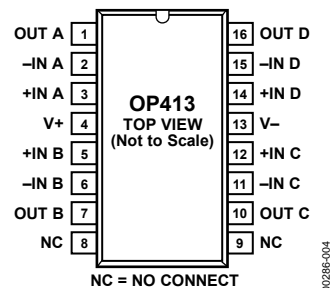 OUT A 1 16 OUT D
–IN A 2 15 –IN D
+IN A 3 14 +IN D
OP413
V+ 4 TOP VIEW 13 V–
(Not to Scale)
+IN B 5 12 +IN C
–IN B 6 11 –IN C
OUT B 7 10 OUT C
NC 8 9 NC
NC = NO CONNECT
00286-004